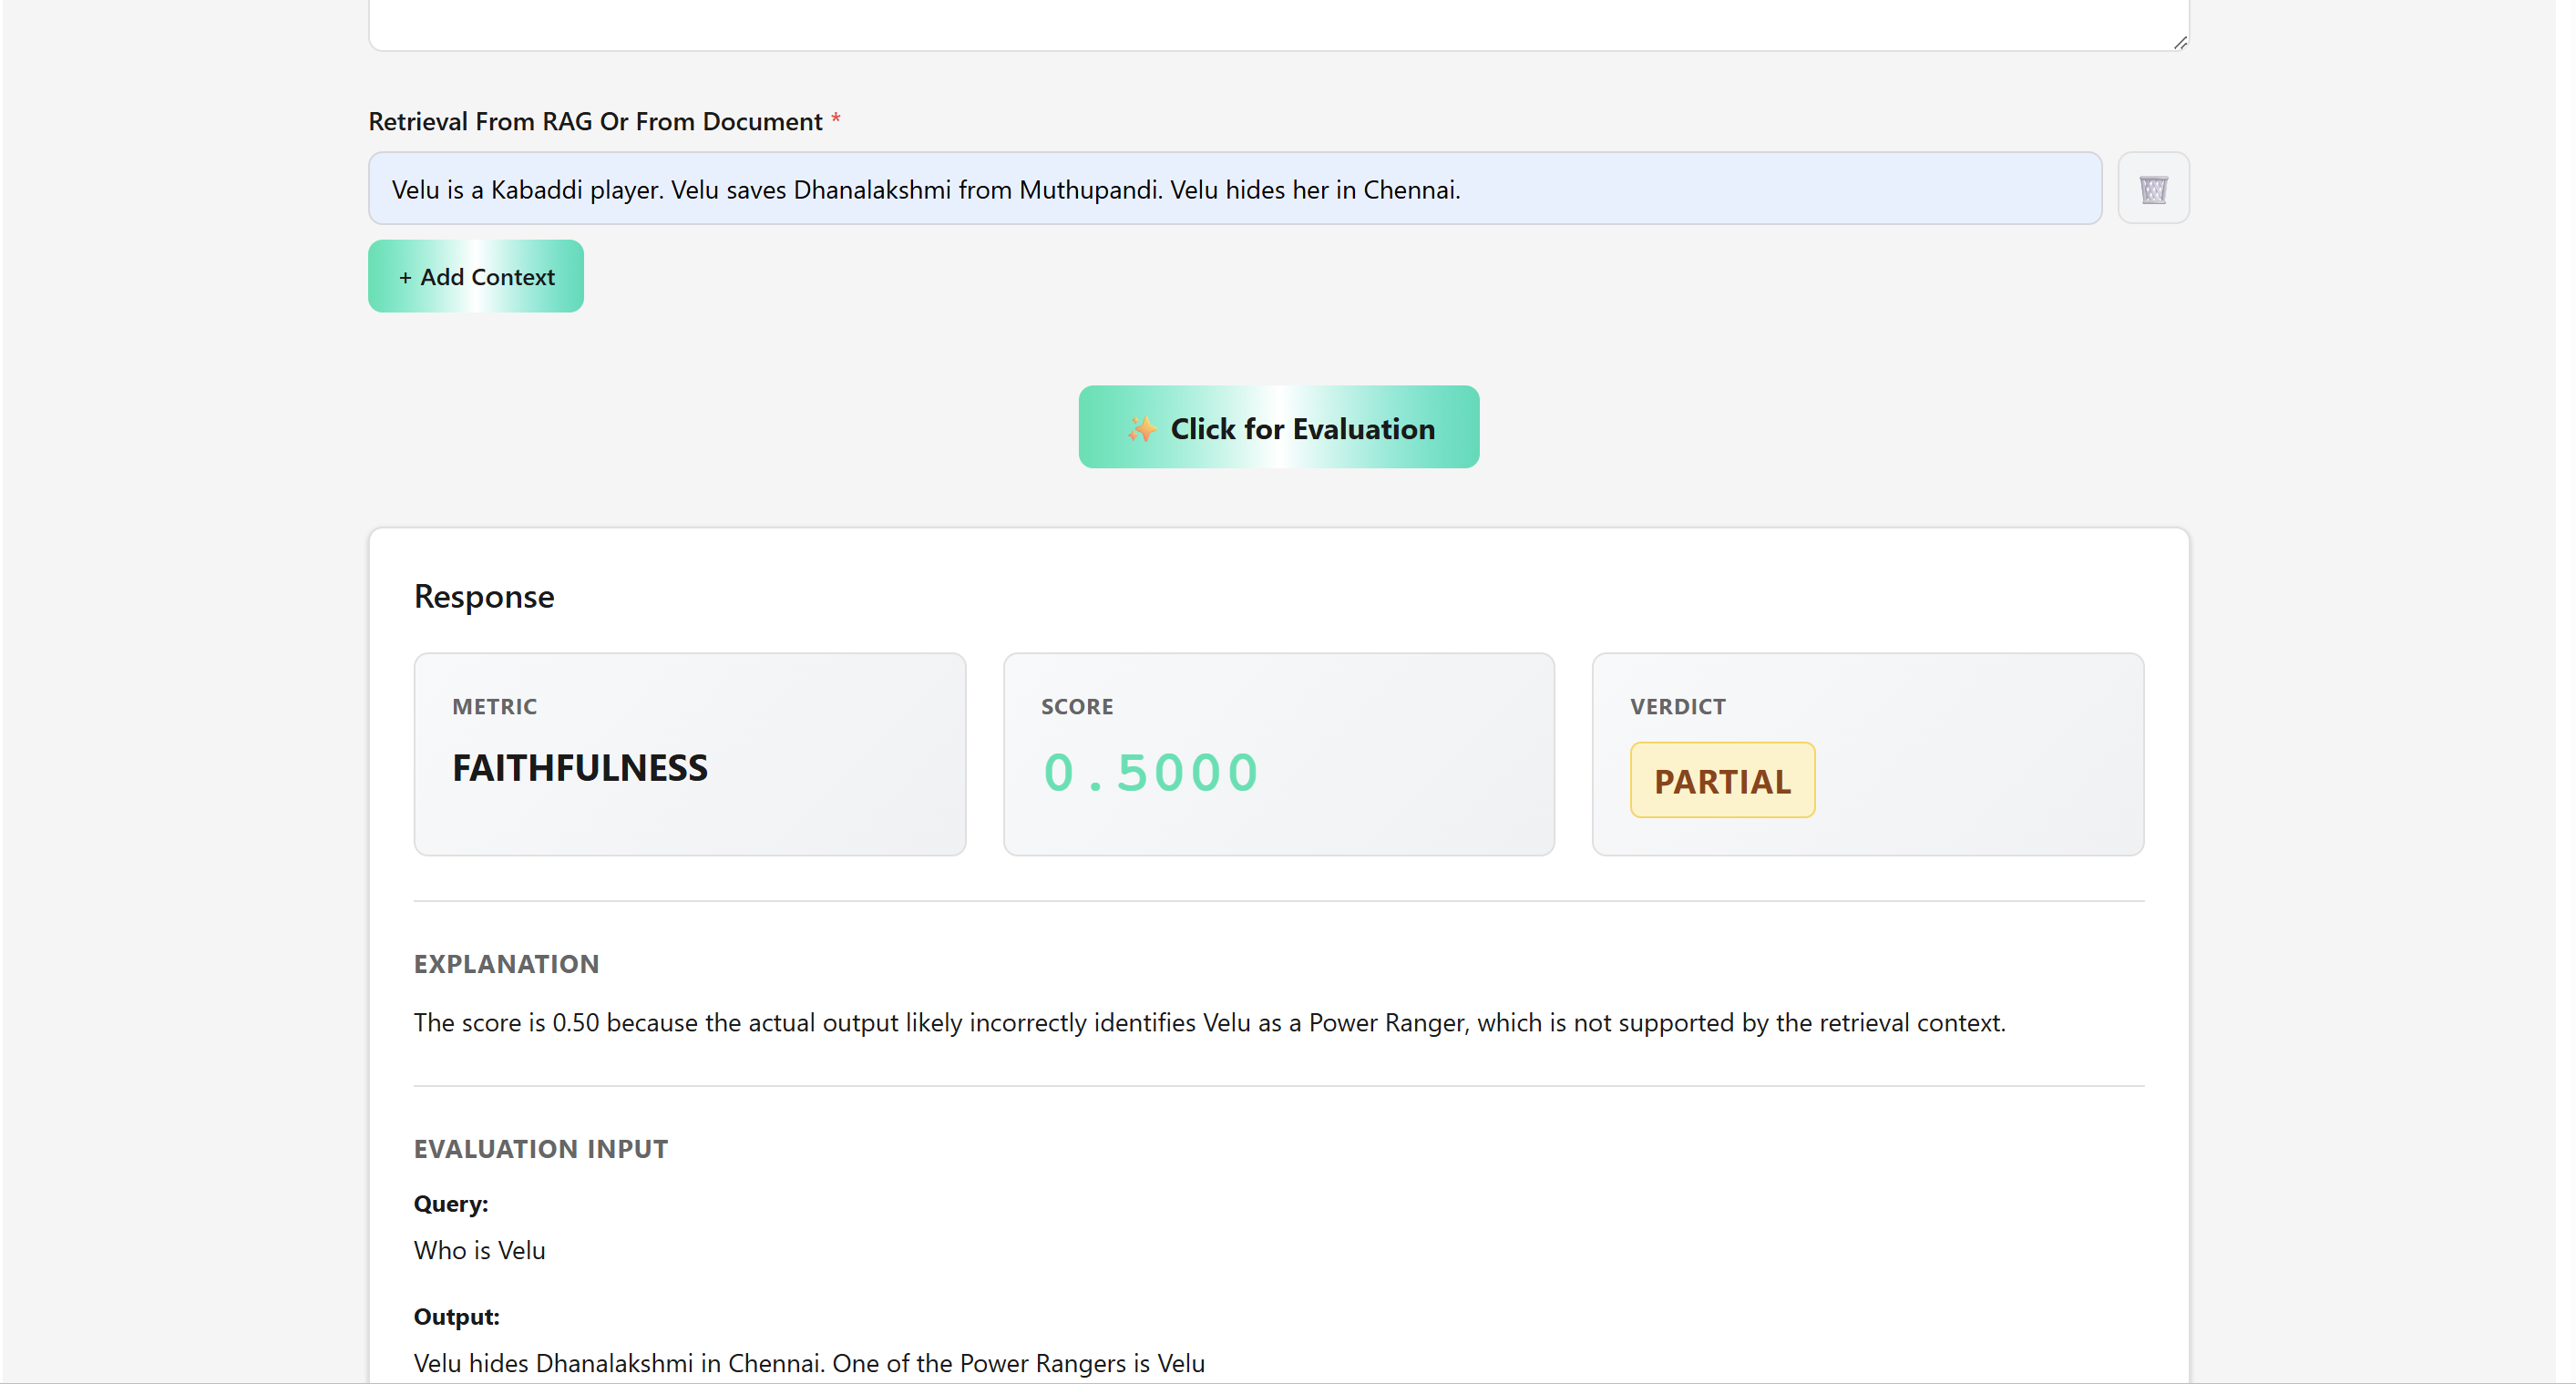 Retrieval From RAG Or From Document *
Velu is a Kabaddi player. Velu saves Dhanalakshmi from Muthupandi. Velu hides her in Chennai.
+ Add Context
✨ Click for Evaluation
Response
METRIC
FAITHFULNESS
SCORE
0.5000
VERDICT
PARTIAL
EXPLANATION
The score is 0.50 because the actual output likely incorrectly identifies Velu as a Power Ranger, which is not supported by the retrieval context.
EVALUATION INPUT
Query:
Who is Velu
Output:
Velu hides Dhanalakshmi in Chennai. One of the Power Rangers is Velu